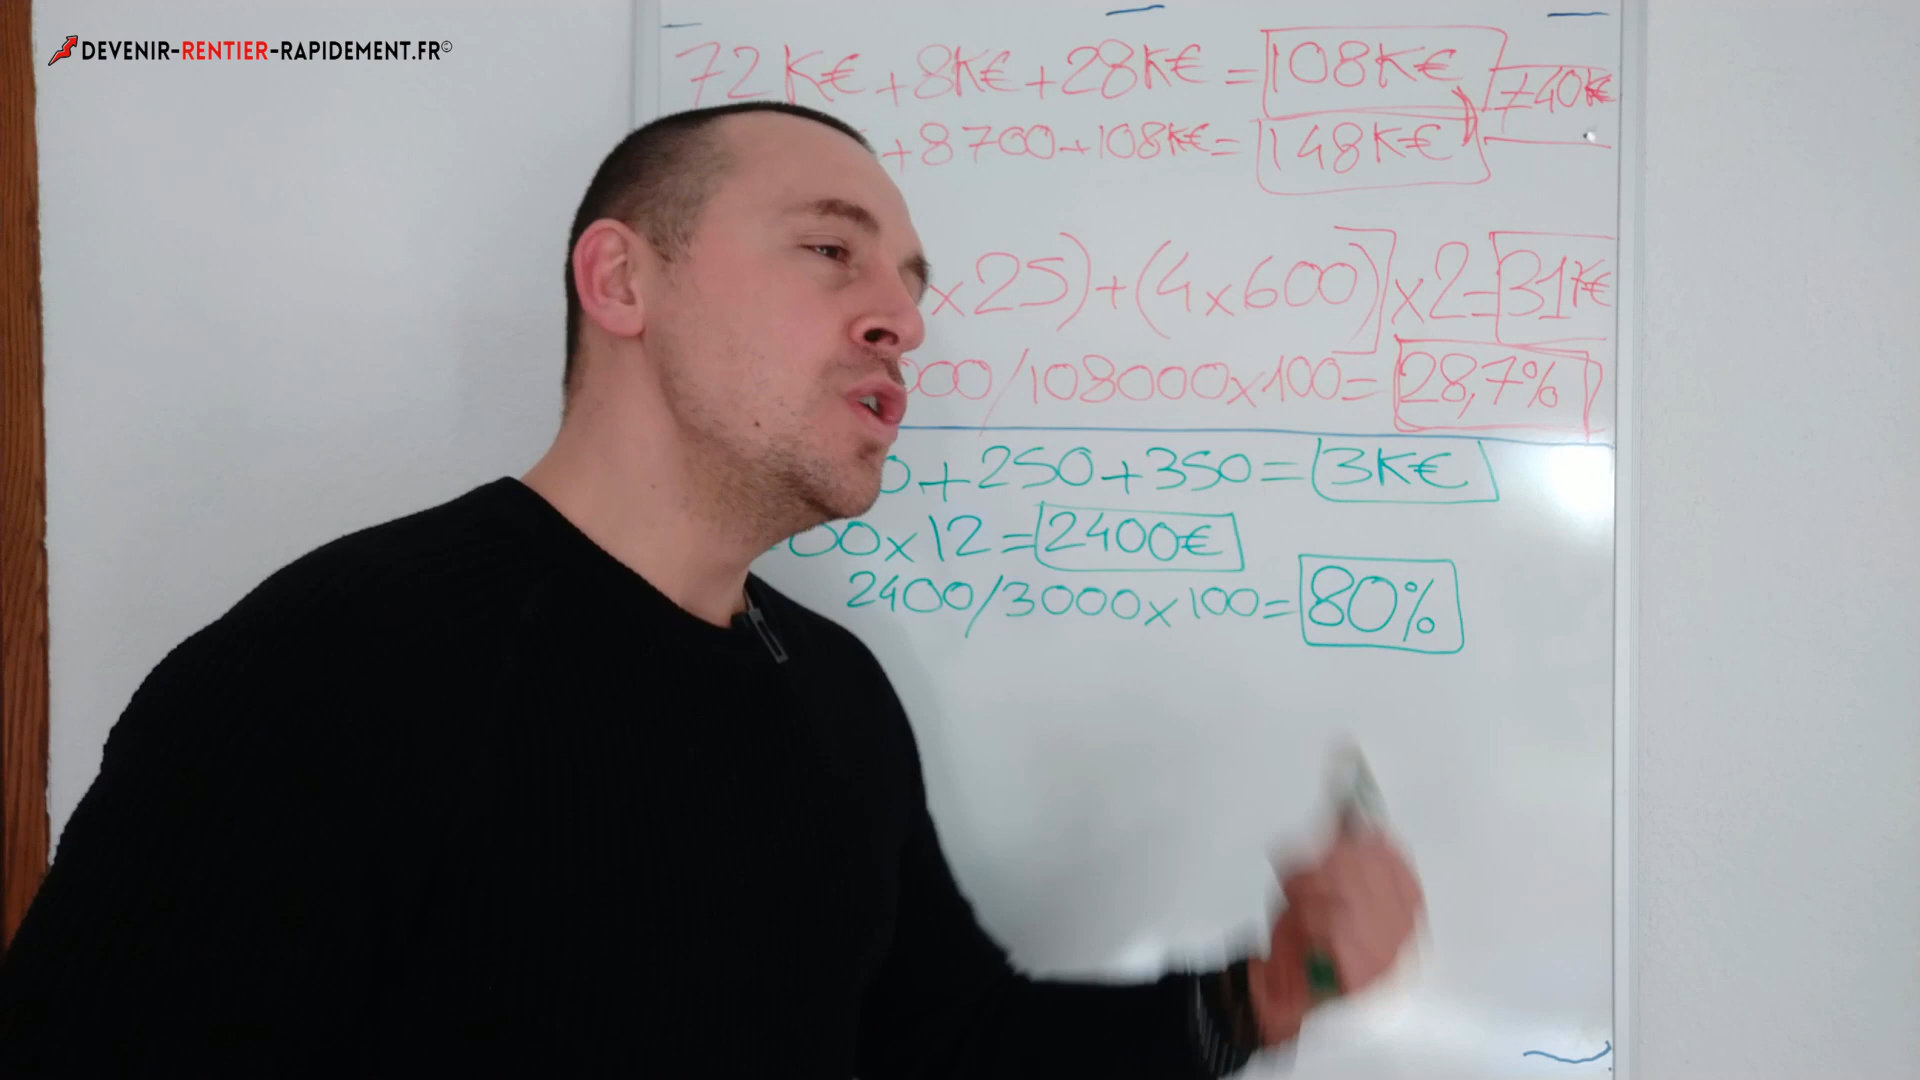 DEVENIR-RENTIER-RAPIDEMENT.FR©
72K€+8K€+28K€=108K€
740K€
+8700+108K€=148K€
x25)+(4x600)]x2=31K€
000/108000x100=28,7%
0+250+350=3K€
00x12=2400€
2400/3000x100=80%